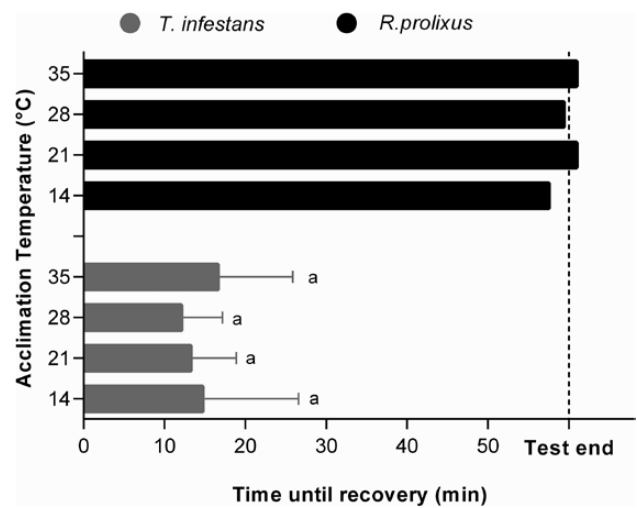 T. infestans R.prolixus
Acclimation Temperature (°C)
35
28
21
14
35 a
28 a
21 a
14 a
0 10 20 30 40 50 Test end
Time until recovery (min)